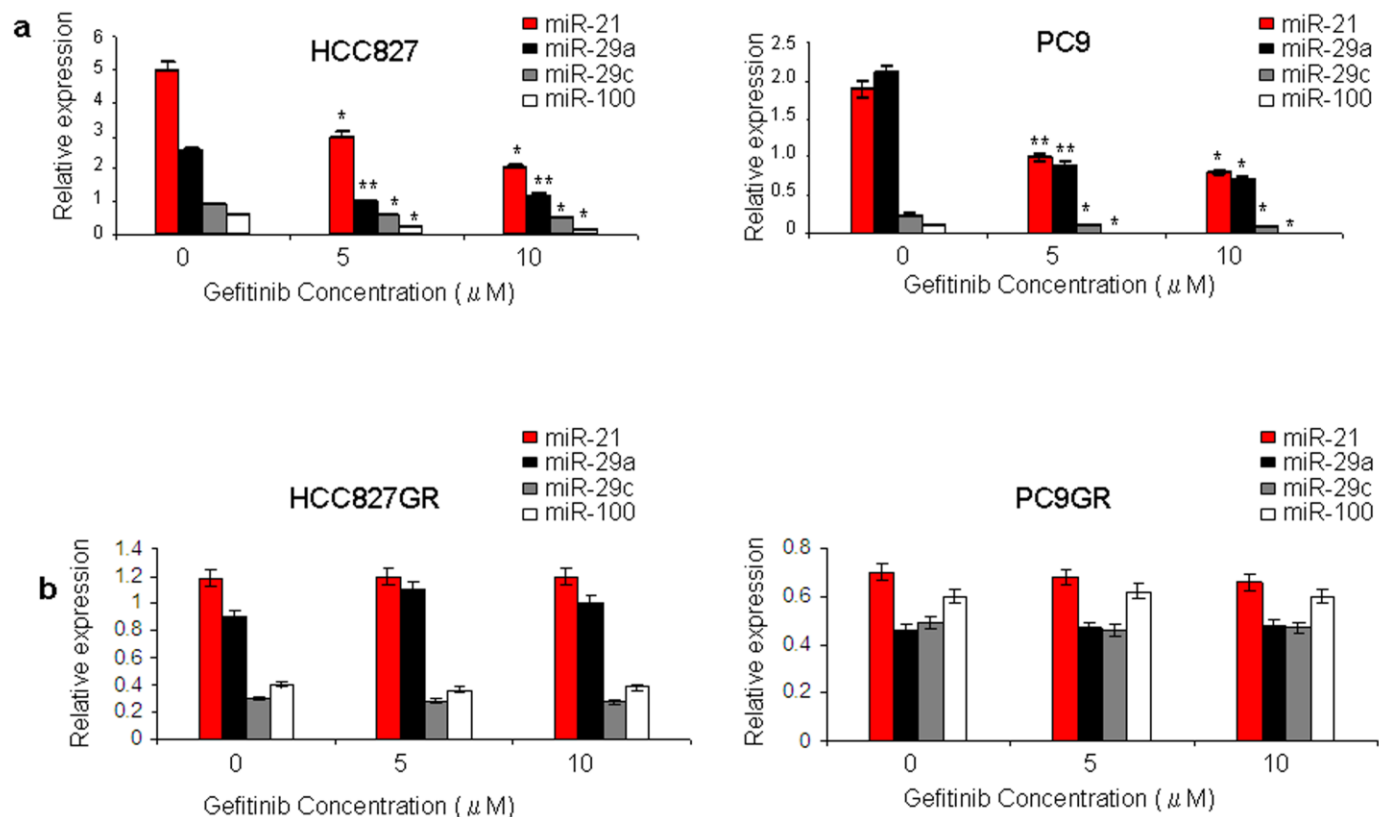 a
HCC827
miR-21
miR-29a
miR-29c
miR-100
Relative expression
6
5
4
3
2
1
0
*
** * *
*
** * *
0 5 10
Gefitinib Concentration ( μ M)
PC9
miR-21
miR-29a
miR-29c
miR-100
Relative expression
2.5
2.0
1.5
1.0
0.5
0
** **
* *
* *
* *
0 5 10
Gefitinib Concentration ( μ M)
b
HCC827GR
miR-21
miR-29a
miR-29c
miR-100
Relative expression
1.4
1.2
1
0.8
0.6
0.4
0.2
0
0 5 10
Gefitinib Concentration ( μ M)
PC9GR
miR-21
miR-29a
miR-29c
miR-100
Relative expression
0.8
0.6
0.4
0.2
0
0 5 10
Gefitinib Concentration ( μ M)